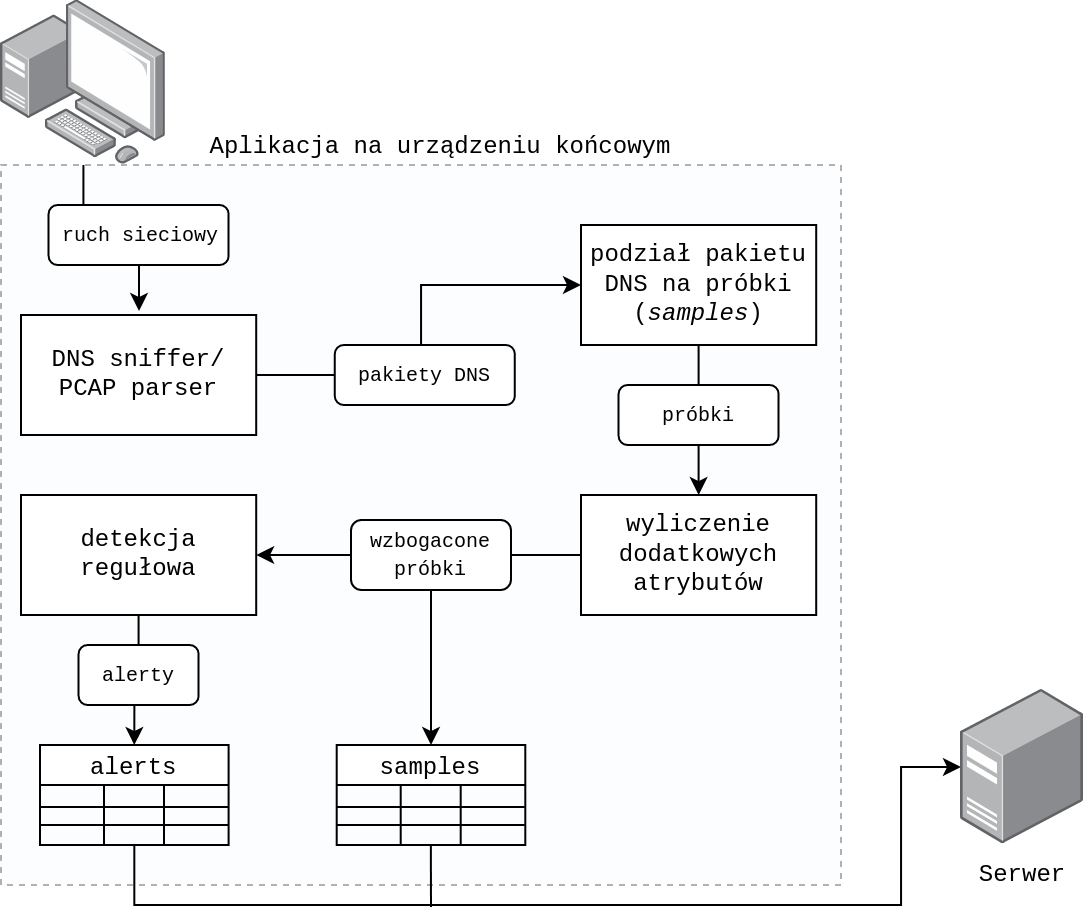 Aplikacja na urządzeniu końcowym
ruch sieciowy
podział pakietu
DNS na próbki
(samples)
DNS sniffer/
PCAP parser
pakiety DNS
próbki
detekcja
regułowa
wzbogacone
próbki
wyliczenie
dodatkowych
atrybutów
alerty
alerts
samples
Serwer